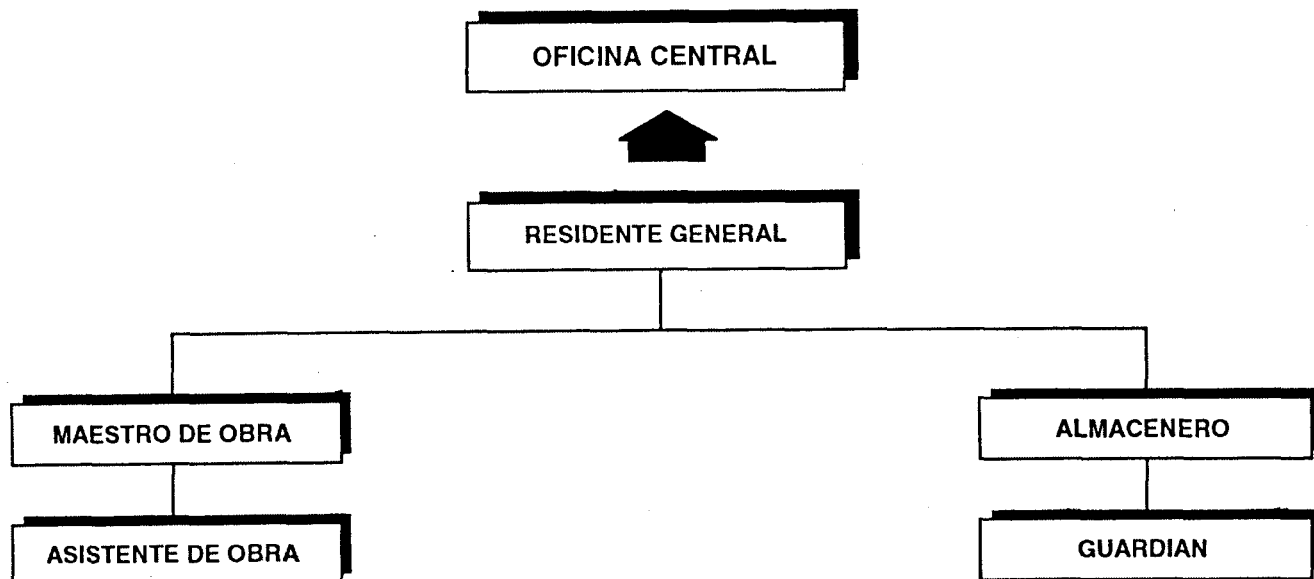 OFICINA CENTRAL
RESIDENTE GENERAL
MAESTRO DE OBRA
ALMACENERO
ASISTENTE DE OBRA
GUARDIAN